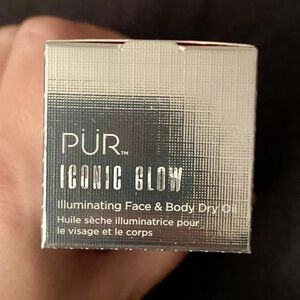 PÜR™
ICONIC GLOW
Illuminating Face & Body Dry Oil
Huile sèche illuminatrice pour
le visage et le corps